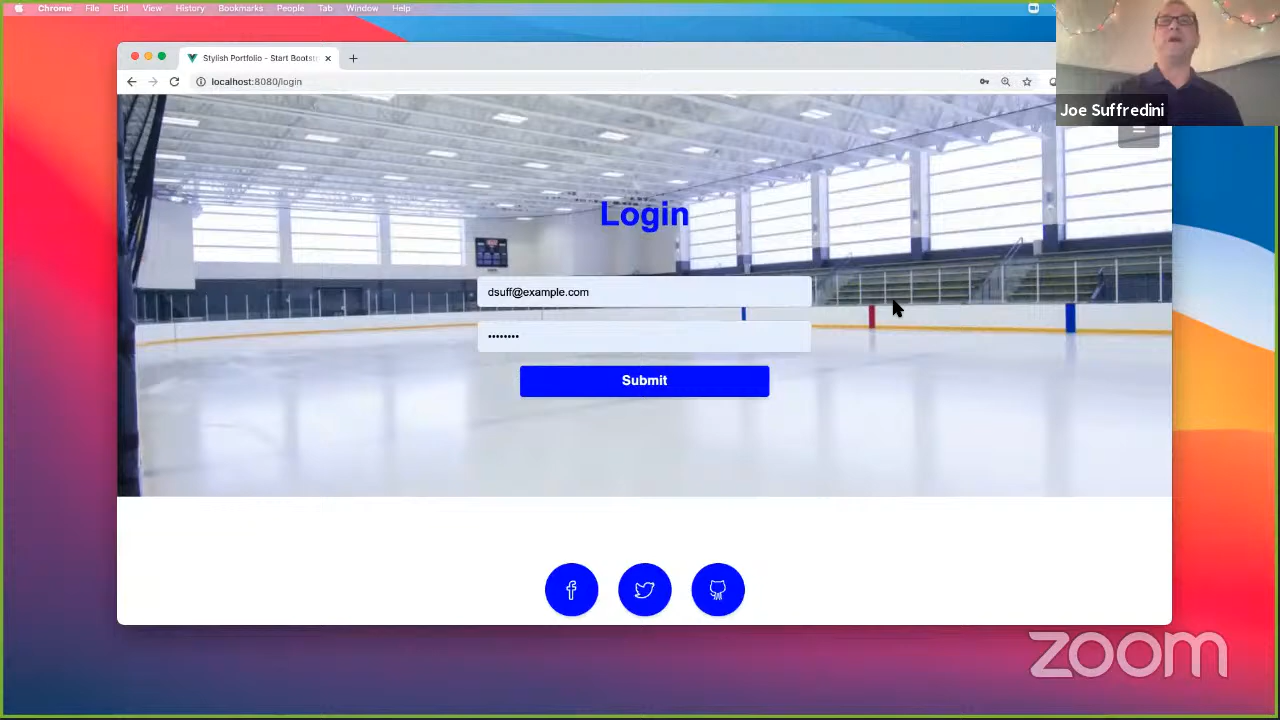 Chrome File Edit View History Bookmarks People Tab Window Help
Stylish Portfolio - Start Bootst
localhost:8080/login
Joe Suffredini
Login
dsuff@example.com
••••••••
Submit
zoom